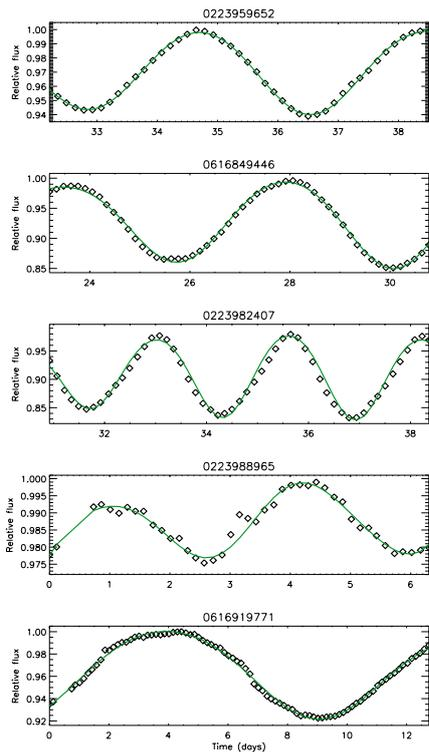 0223959652
Relative flux
1.00
0.99
0.98
0.97
0.96
0.95
0.94
33 34 35 36 37 38
0616849446
Relative flux
1.00
0.95
0.90
0.85
24 26 28 30
0223982407
Relative flux
0.95
0.90
0.85
32 34 36 38
0223988965
Relative flux
1.000
0.995
0.990
0.985
0.980
0.975
0 1 2 3 4 5 6
0616919771
Relative flux
1.00
0.98
0.96
0.94
0.92
0 2 4 6 8 10 12
Time (days)